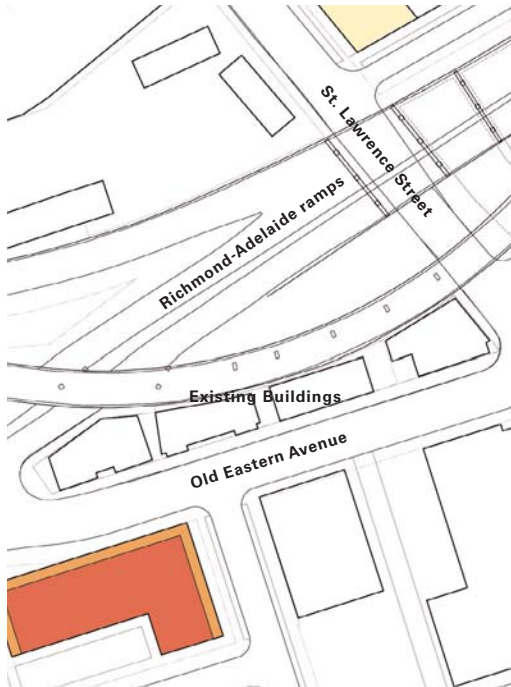 St. Lawrence Street
Richmond-Adelaide ramps
Existing Buildings
Old Eastern Avenue